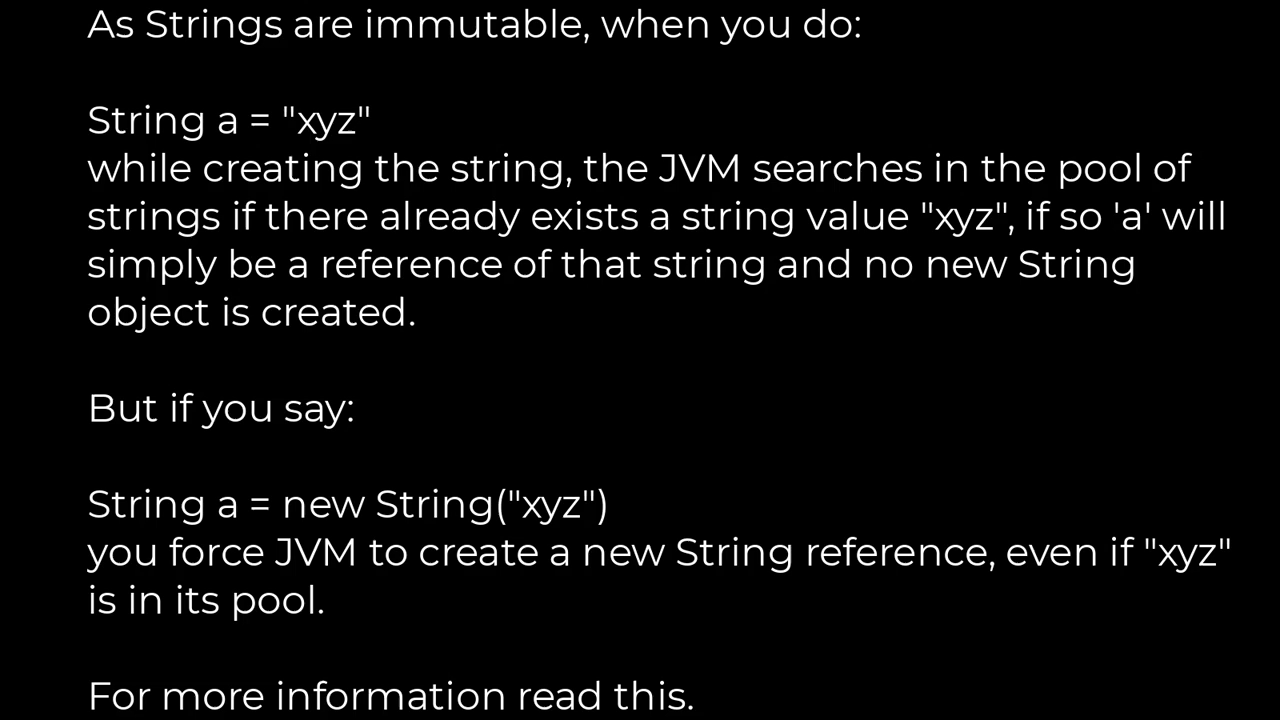 As Strings are immutable, when you do:
String a = "xyz"
while creating the string, the JVM searches in the pool of
strings if there already exists a string value "xyz", if so 'a' will
simply be a reference of that string and no new String
object is created.
But if you say:
String a = new String("xyz")
you force JVM to create a new String reference, even if "xyz"
is in its pool.
For more information read this.